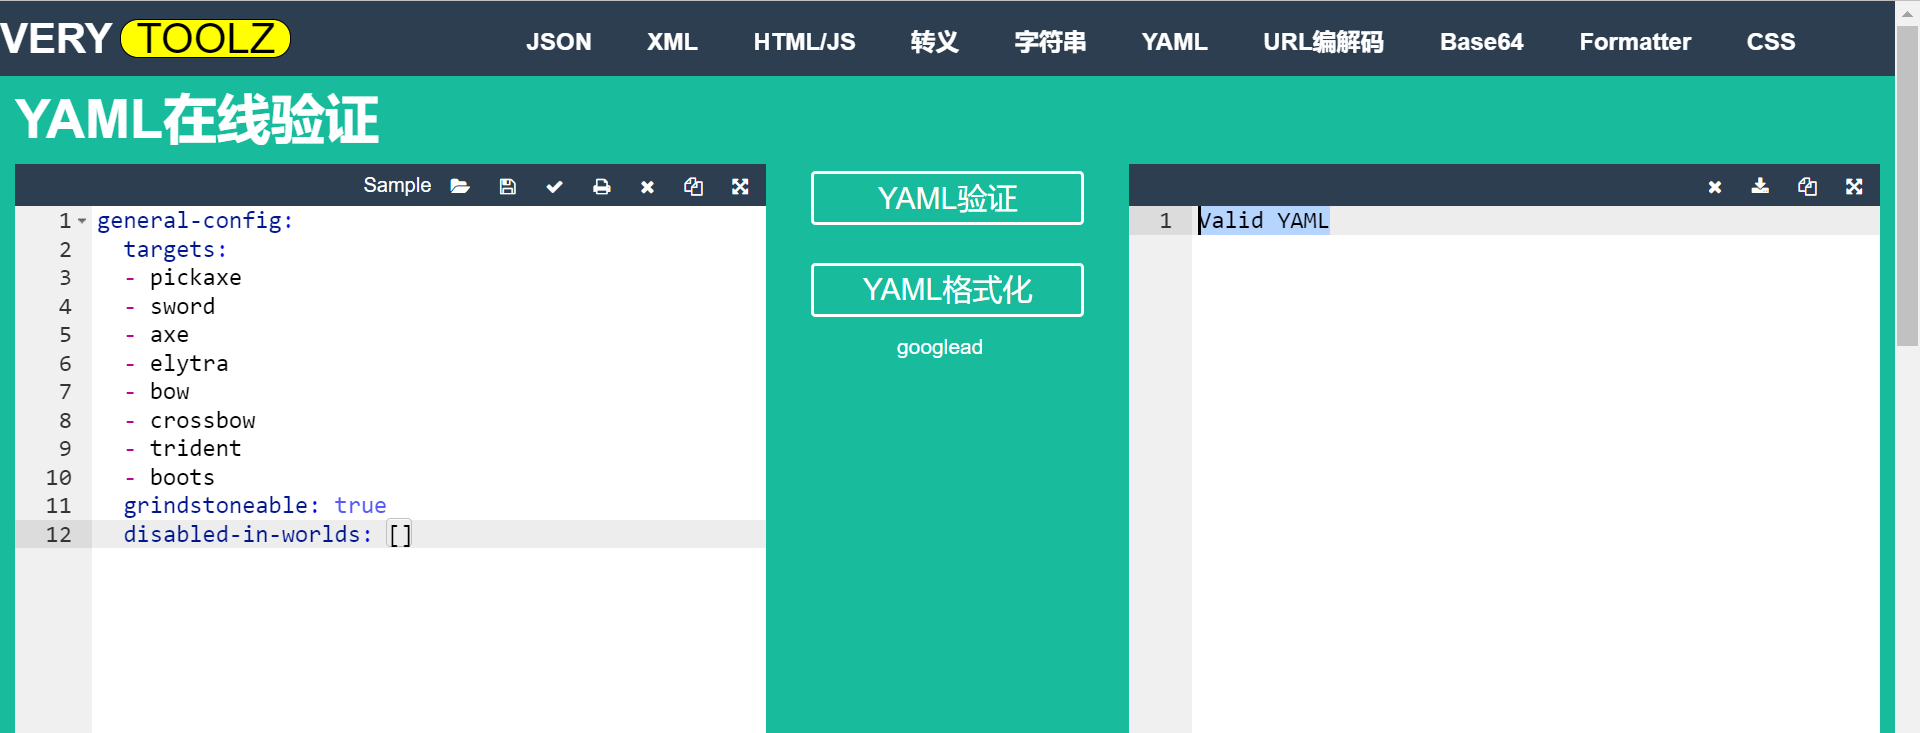 VERY TOOLZ
JSON XML HTML/JS 转义 字符串 YAML URL编解码 Base64 Formatter CSS
YAML在线验证
Sample
1 general-config:
2   targets:
3   - pickaxe
4   - sword
5   - axe
6   - elytra
7   - bow
8   - crossbow
9   - trident
10   - boots
11   grindstoneable: true
12   disabled-in-worlds: []
YAML验证
YAML格式化
googlead
1 Valid YAML